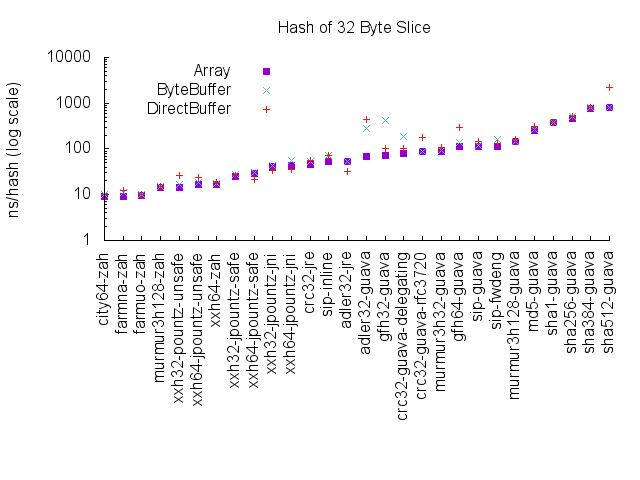 Hash of 32 Byte Slice
ns/hash (log scale)
10000
1000
100
10
1
Array
ByteBuffer
DirectBuffer
city64-zah
farmna-zah
farmuo-zah
murmur3h128-zah
xxh32-jpountz-unsafe
xxh64-jpountz-unsafe
xxh64-zah
xxh32-jpountz-safe
xxh64-jpountz-safe
xxh32-jpountz-jni
xxh64-jpountz-jni
crc32-jre
sip-inline
adler32-jre
adler32-guava
gfh32-guava
crc32-guava-delegating
crc32-guava-rfc3720
murmur3h32-guava
gfh64-guava
sip-guava
sip-fwdeng
murmur3h128-guava
md5-guava
sha1-guava
sha256-guava
sha384-guava
sha512-guava